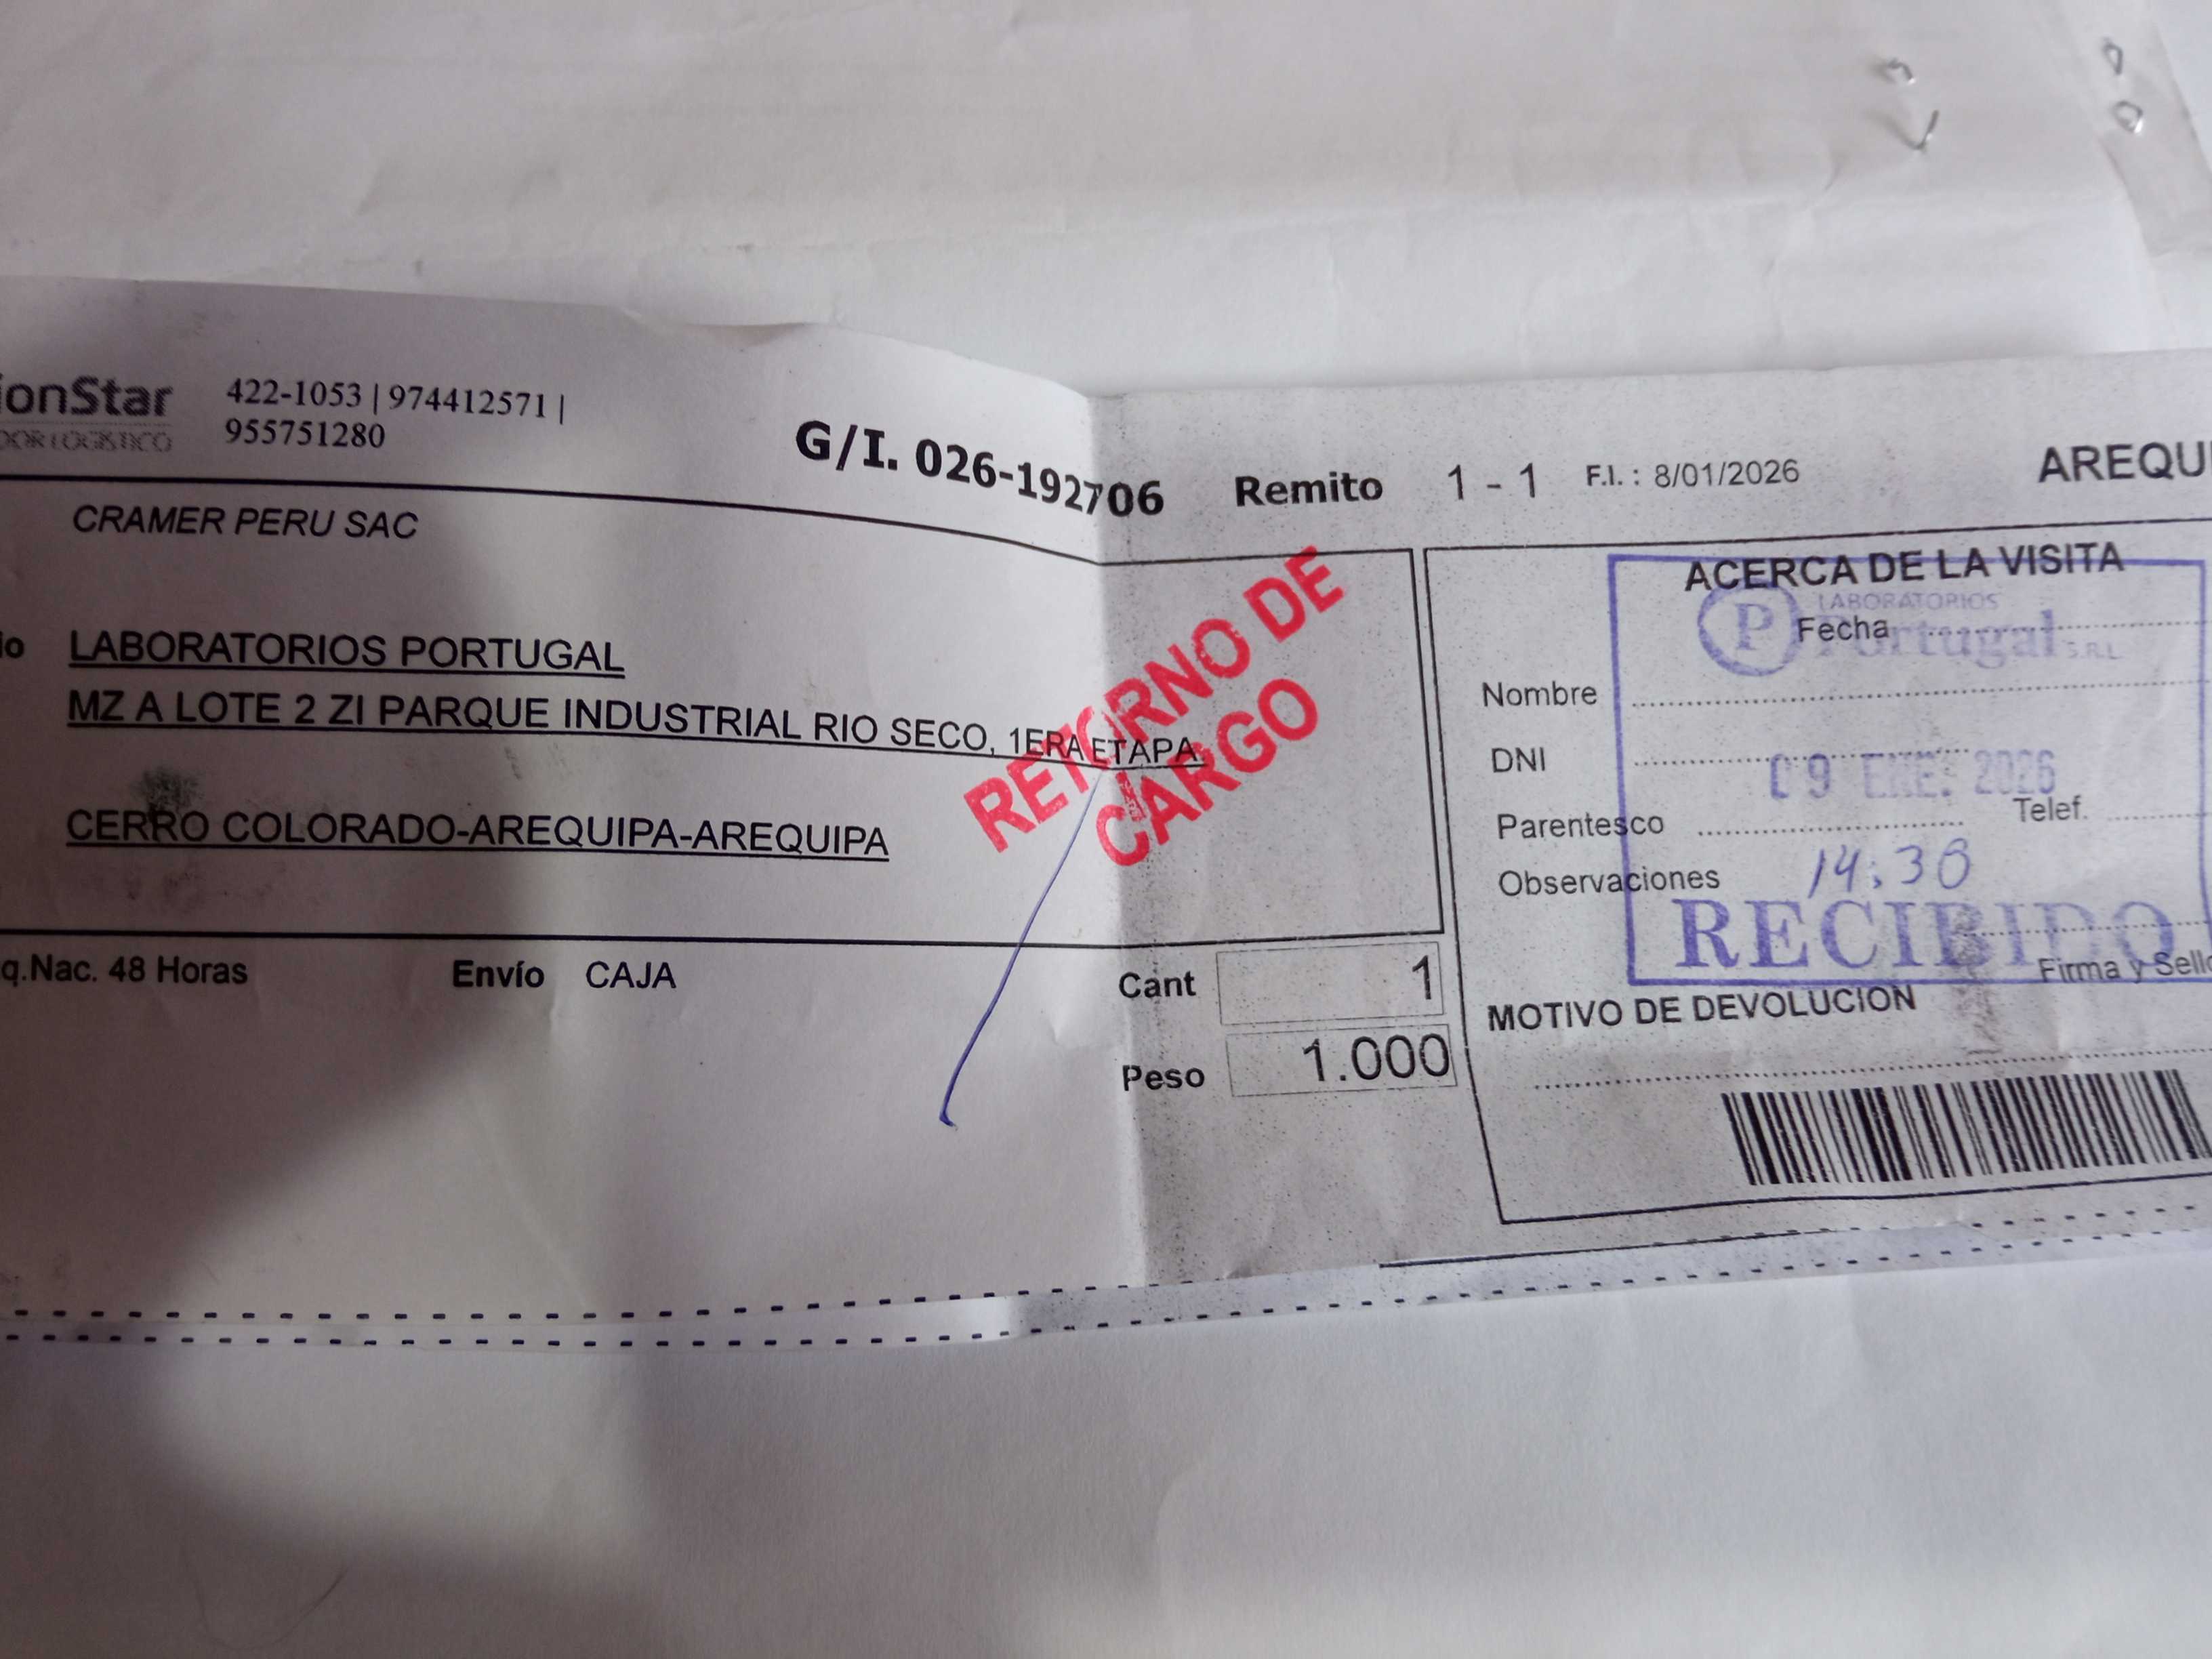 ionStar
422-1053 | 974412571 |
955751280
G/I. 026-192706
Remito 1 - 1 F.I. : 8/01/2026
AREQU
CRAMER PERU SAC
LABORATORIOS PORTUGAL
MZ A LOTE 2 ZI PARQUE INDUSTRIAL RIO SECO, 1ERA ETAPA
CERRO COLORADO-AREQUIPA-AREQUIPA
RETORNO DE
CARGO
q.Nac. 48 Horas
Envío CAJA
Cant 1
Peso 1.000
ACERCA DE LA VISITA
LABORATORIOS
Portugal S.R.L
Fecha
Nombre
DNI
09 ENE. 2026
Parentesco
Telef.
Observaciones
14:30
RECIBIDO
Firma y Sello
MOTIVO DE DEVOLUCION